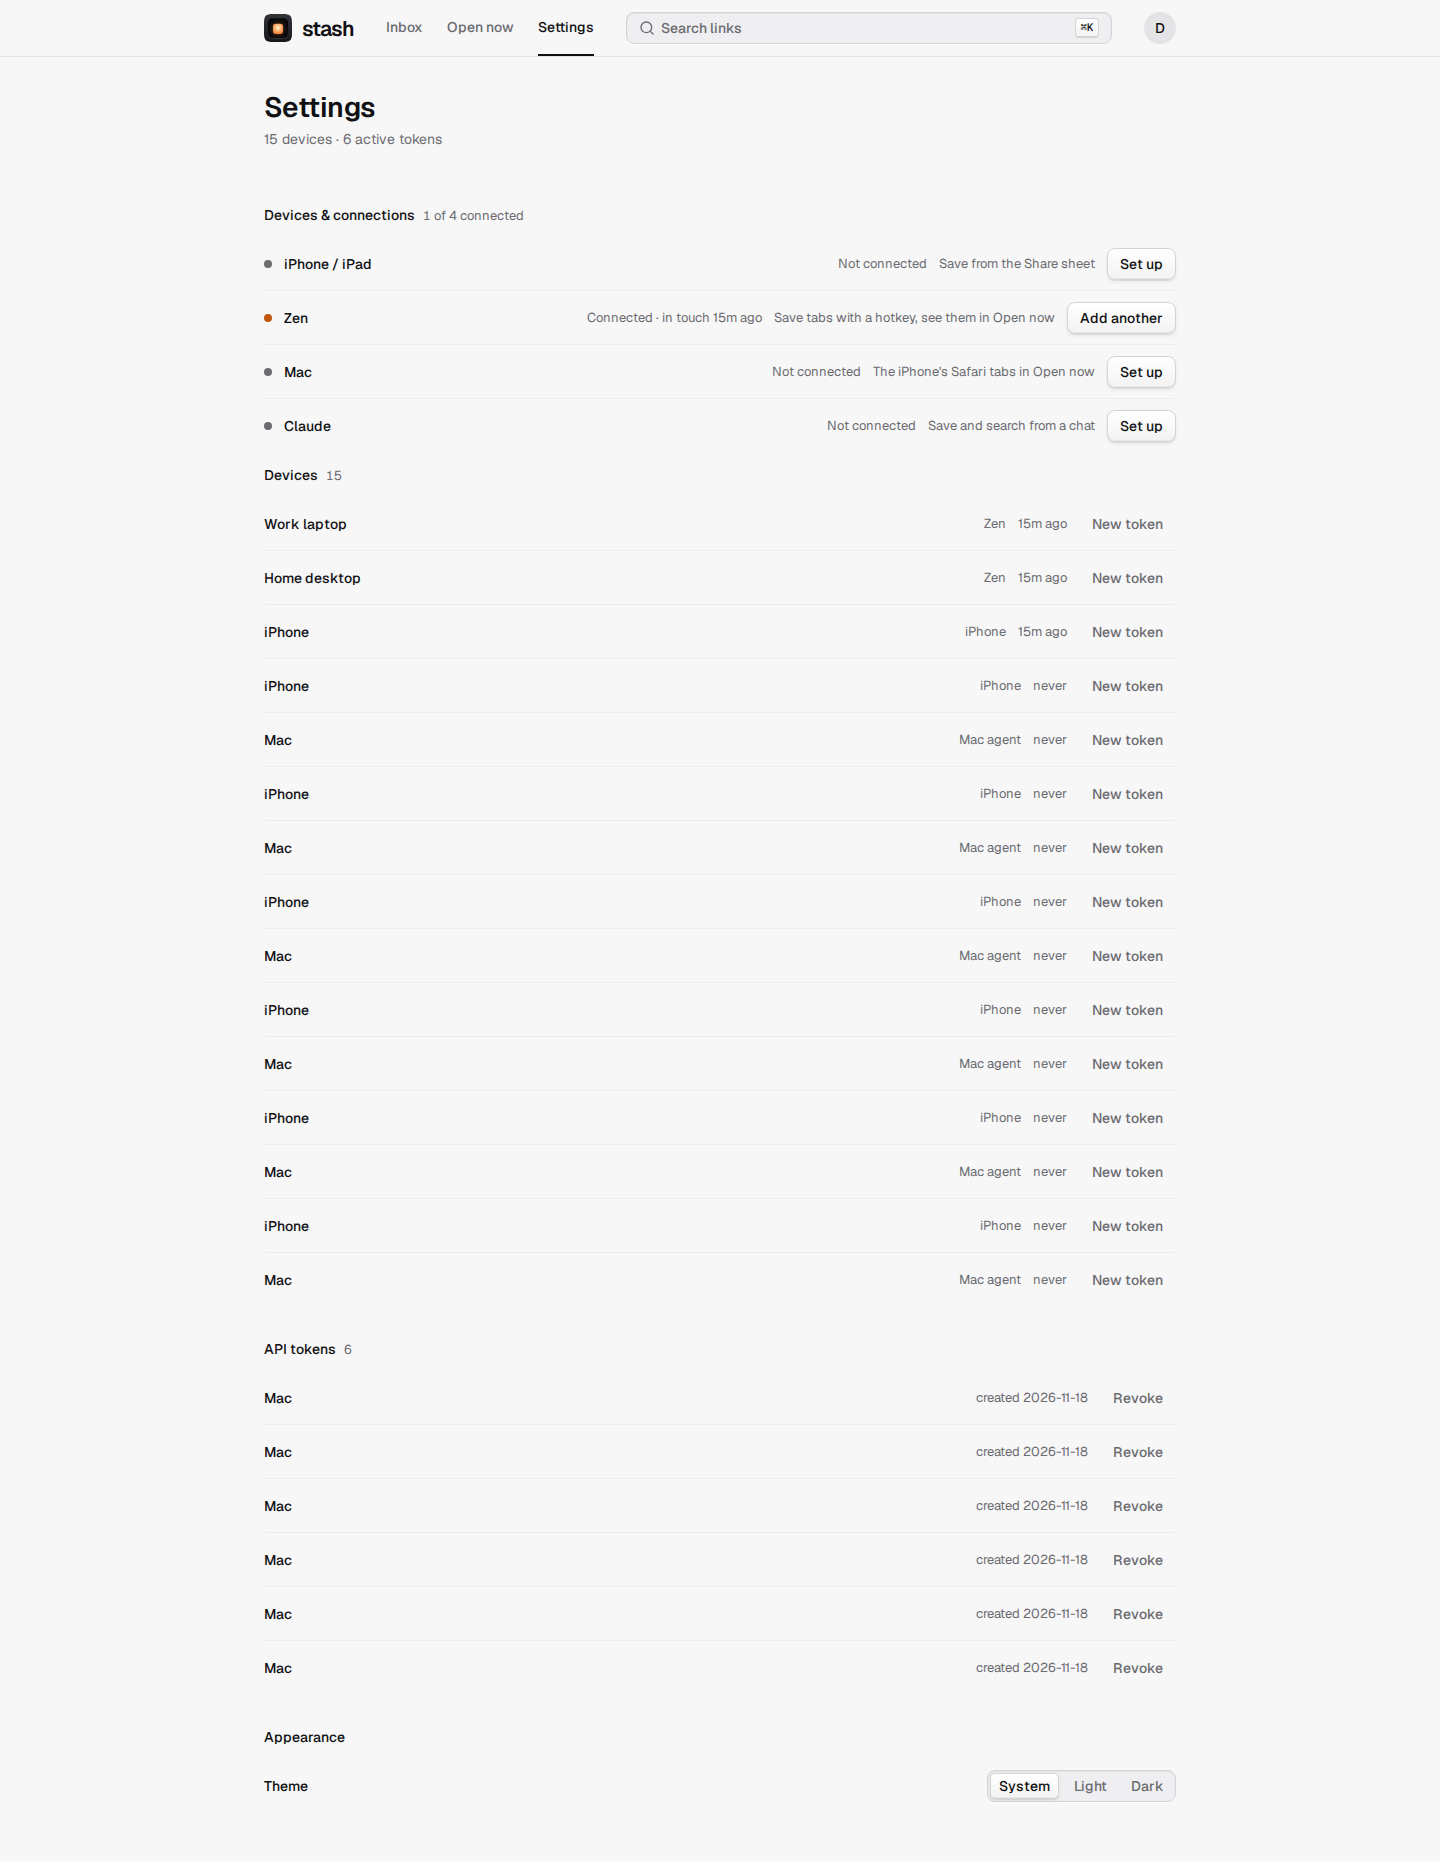 stash Inbox Open now Settings Search links ⌘K D
Settings
15 devices · 6 active tokens
Devices & connections 1 of 4 connected
iPhone / iPad Not connected Save from the Share sheet Set up
Zen Connected · in touch 15m ago Save tabs with a hotkey, see them in Open now Add another
Mac Not connected The iPhone's Safari tabs in Open now Set up
Claude Not connected Save and search from a chat Set up
Devices 15
Work laptop Zen 15m ago New token
Home desktop Zen 15m ago New token
iPhone iPhone 15m ago New token
iPhone iPhone never New token
Mac Mac agent never New token
iPhone iPhone never New token
Mac Mac agent never New token
iPhone iPhone never New token
Mac Mac agent never New token
iPhone iPhone never New token
Mac Mac agent never New token
iPhone iPhone never New token
Mac Mac agent never New token
iPhone iPhone never New token
Mac Mac agent never New token
API tokens 6
Mac created 2026-11-18 Revoke
Mac created 2026-11-18 Revoke
Mac created 2026-11-18 Revoke
Mac created 2026-11-18 Revoke
Mac created 2026-11-18 Revoke
Mac created 2026-11-18 Revoke
Appearance
Theme System Light Dark